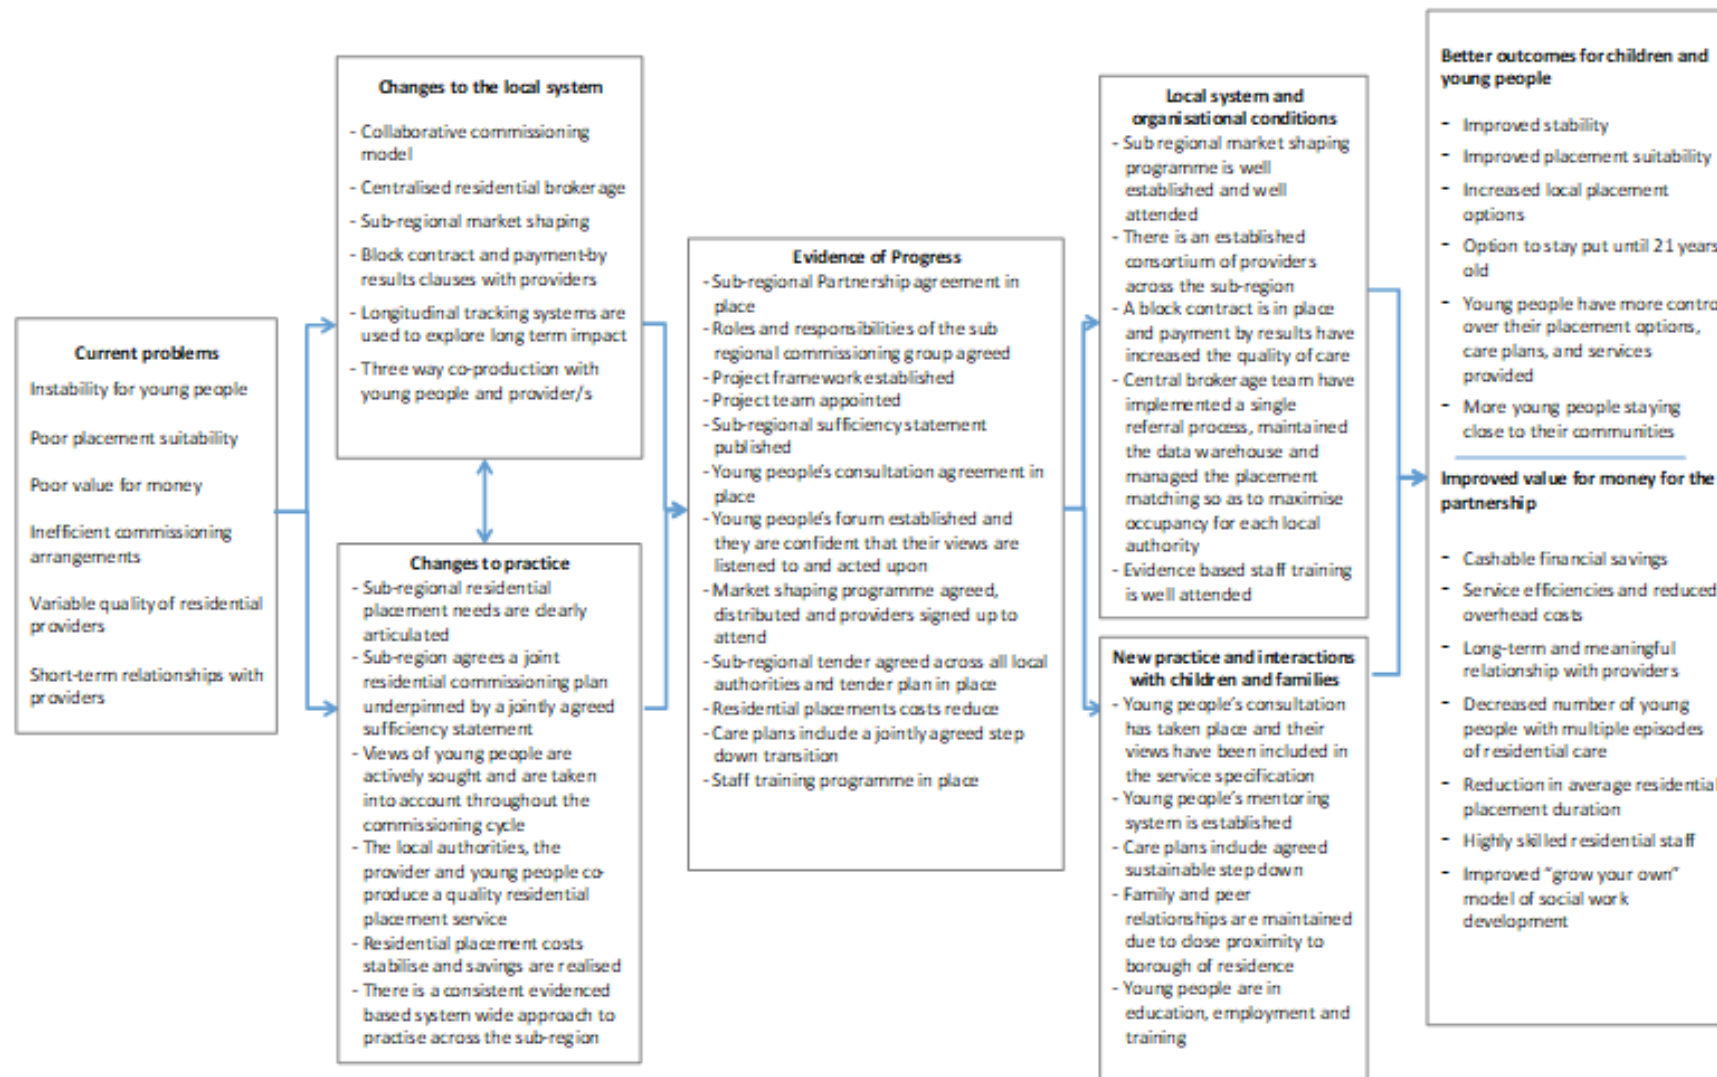 Current problems
Instability for young people
Poor placement suitability
Poor value for money
Inefficient commissioning
arrangements
Variable quality of residential
providers
Short-term relationships with
providers
Changes to the local system
- Collaborative commissioning
model
- Centralised residential brokerage
- Sub-regional market shaping
- Block contract and payment-by
results clauses with providers
- Longitudinal tracking systems are
used to explore long term impact
- Three way co-production with
young people and provider/s
Changes to practice
- Sub-regional residential
placement needs are clearly
articulated
- Sub-region agrees a joint
residential commissioning plan
underpinned by a jointly agreed
sufficiency statement
- Views of young people are
actively sought and are taken
into account throughout the
commissioning cycle
- The local authorities, the
provider and young people co-
produce a quality residential
placement service
- Residential placement costs
stabilise and savings are realised
- There is a consistent evidenced
based system wide approach to
practise across the sub-region
Evidence of Progress
- Sub-regional Partnership agreement in
place
- Roles and responsibilities of the sub
regional commissioning group agreed
- Project framework established
- Project team appointed
- Sub-regional sufficiency statement
published
- Young people's consultation agreement in
place
- Young people's forum established and
they are confident that their views are
listened to and acted upon
- Market shaping programme agreed,
distributed and providers signed up to
attend
- Sub-regional tender agreed across all local
authorities and tender plan in place
- Residential placements costs reduce
- Care plans include a jointly agreed step
down transition
- Staff training programme in place
Local system and
organisational conditions
- Sub regional market shaping
programme is well
established and well
attended
- There is an established
consortium of providers
across the sub-region
- A block contract is in place
and payment by results have
increased the quality of care
- Central brokerage team have
implemented a single
referral process, maintained
the data warehouse and
managed the placement
matching so as to maximise
occupancy for each local
authority
- Evidence based staff training
is well attended
New practice and interactions
with children and families
- Young people's consultation
has taken place and their
views have been included in
the service specification
- Young people's mentoring
system is established
- Care plans include agreed
sustainable step down
- Family and peer
relationships are maintained
due to close proximity to
borough of residence
- Young people are in
education, employment and
training
Better outcomes for children and
young people
- Improved stability
- Improved placement suitability
- Increased local placement
options
- Option to stay put until 21 years
old
- Young people have more contro
over their placement options,
care plans, and services
provided
- More young people staying
close to their communities
Improved value for money for the
partnership
- Cashable financial savings
- Service efficiencies and reduced
overhead costs
- Long-term and meaningful
relationship with providers
- Decreased number of young
people with multiple episodes
of residential care
- Reduction in average residential
placement duration
- Highly skilled residential staff
- Improved "grow your own"
model of social work
development